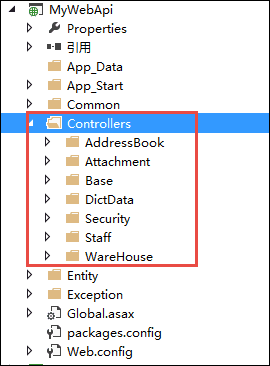 MyWebApi
Properties
引用
App_Data
App_Start
Common
Controllers
AddressBook
Attachment
Base
DictData
Security
Staff
WareHouse
Entity
Exception
Global.asax
packages.config
Web.config